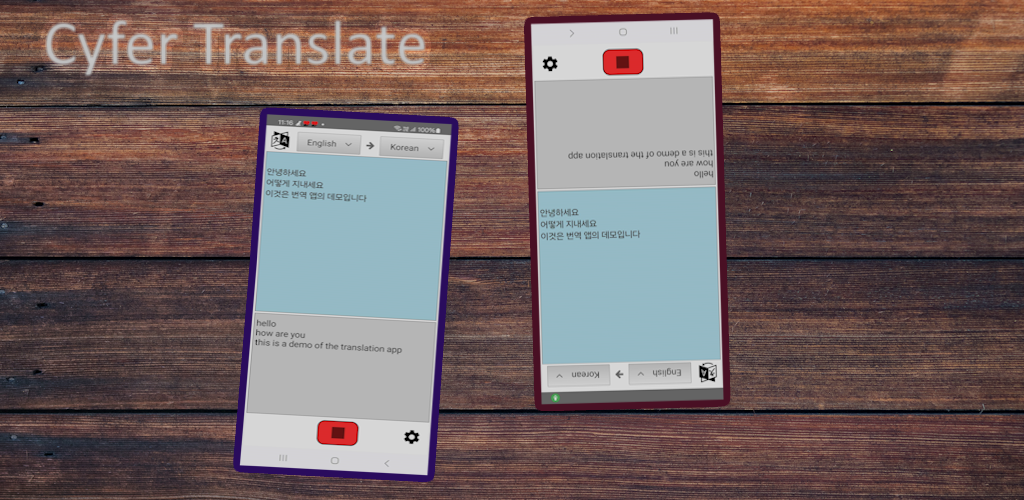 Cyfer Translate
11:16
100%
English
Korean
안녕하세요
어떻게 지내세요
이것은 번역 앱의 데모입니다
hello
how are you
this is a demo of the translation app
hello
how are you
this is a demo of the translation app
안녕하세요
어떻게 지내세요
이것은 번역 앱의 데모입니다
English
Korean